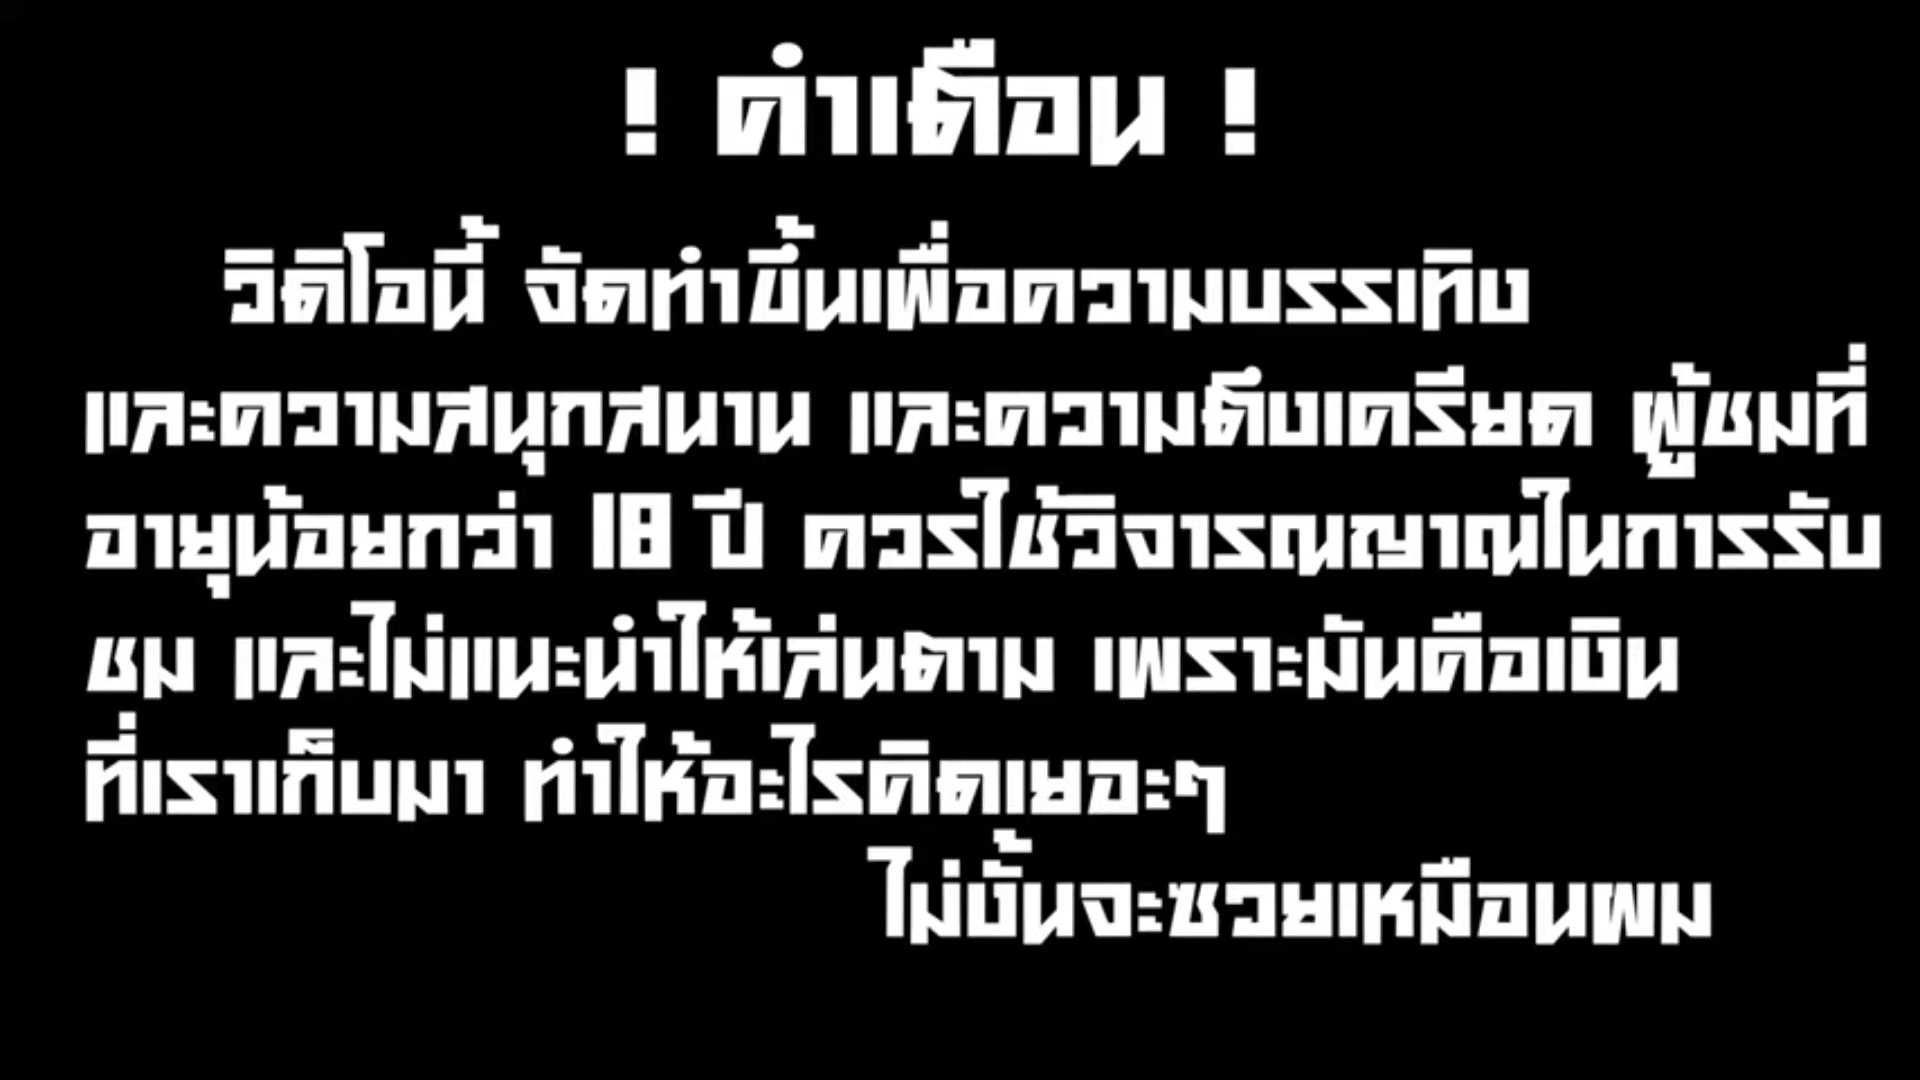 ! คำเตือน !
วิดิโอนี้ จัดทำขึ้นเพื่อความบรรเทิง
และความสนุกสนาน และความตึงเครียด ผู้ชมที่
อายุน้อยกว่า 18 ปี ควรใช้วิจารณญาณในการรับ
ชม และไม่แนะนำให้เล่นตาม เพราะมันคือเงิน
ที่เราเก็บมา ทำให้อะไรคิดเยอะๆ
ไม่งั้นจะซวยเหมือนผม